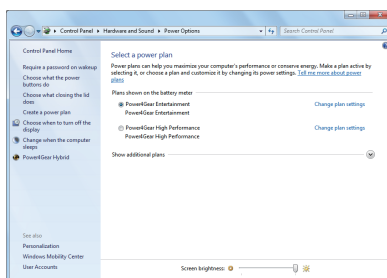 Control Panel ▸ Hardware and Sound ▸ Power Options
Search Control Panel
Control Panel Home
Require a password on wakeup
Choose what the power
buttons do
Choose what closing the lid
does
Create a power plan
Choose when to turn off the
display
Change when the computer
sleeps
Power4Gear Hybrid
See also
Personalization
Windows Mobility Center
User Accounts
Select a power plan
Power plans can help you maximize your computer's performance or conserve energy. Make a plan active by
selecting it, or choose a plan and customize it by changing its power settings. Tell me more about power
plans
Plans shown on the battery meter
Power4Gear Entertainment Change plan settings
Power4Gear Entertainment
Power4Gear High Performance Change plan settings
Power4Gear High Performance
Show additional plans
Screen brightness: